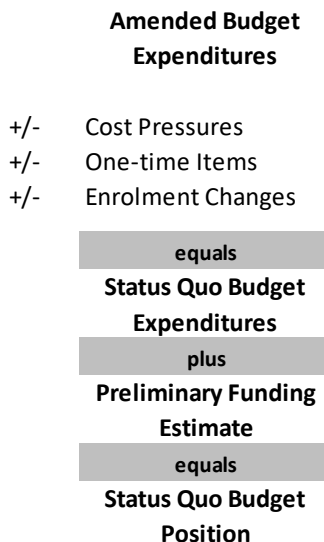 Amended Budget
Expenditures
+/- Cost Pressures
+/- One-time Items
+/- Enrolment Changes
equals
Status Quo Budget
Expenditures
plus
Preliminary Funding
Estimate
equals
Status Quo Budget
Position